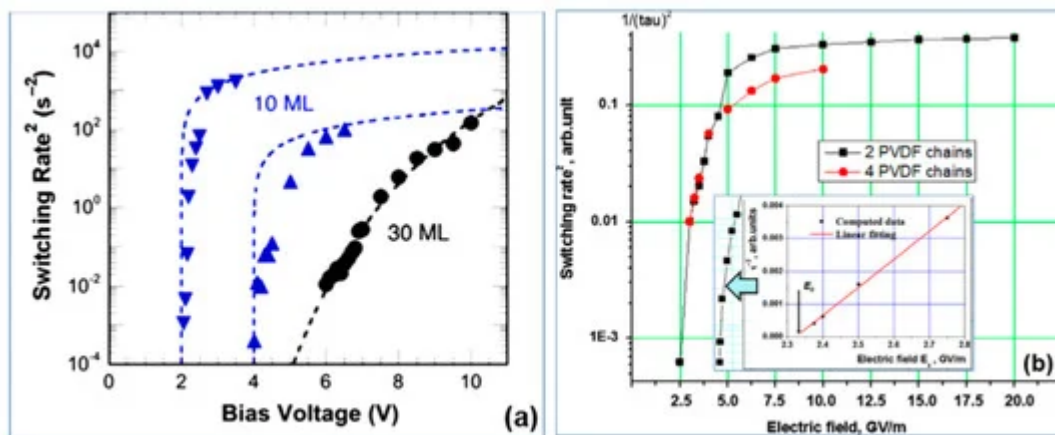 Switching Rate² (s⁻²)
10⁴
10²
10⁰
10⁻²
10⁻⁴
10 ML
30 ML
0 2 4 6 8 10
Bias Voltage (V)
(a)
1/(tau)²
Switching rate², arb.unit
0.1
0.01
1E-3
2 PVDF chains
4 PVDF chains
0.004
0.003
0.002
0.001
0.000
Computed data
Linear fitting
2.3 2.4 2.5 2.6 2.7 2.8
Electric field E , GV/m
2.5 5.0 7.5 10.0 12.5 15.0 17.5 20.0
Electric field, GV/m
(b)